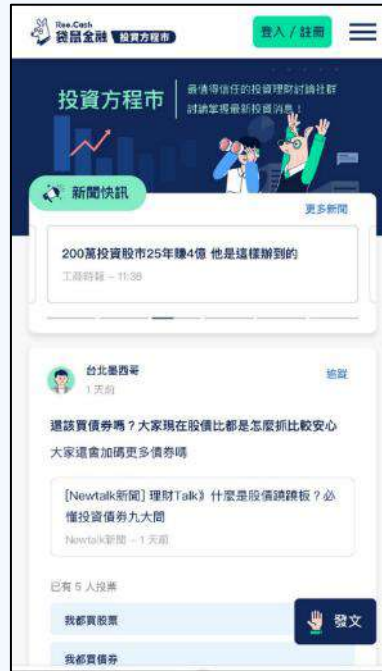 Roo.Cash
袋鼠金融 投資方程市
登入 / 註冊
投資方程市
最值得信任的投資理財討論社群
討論掌握最新投資消息！
新聞快訊
更多新聞
200萬投資股市25年賺4億 他是這樣辦到的
工商時報 – 11:38
台北墨西哥
追蹤
1 天前
還該買債券嗎？大家現在股債比都是怎麼抓比較安心
大家還會加碼更多債券嗎
[Newtalk新聞] 理財Talk》什麼是股債蹺蹺板？必
懂投資債券九大問
Newtalk新聞 – 1 天前
已有 5 人投票
我都買股票
發文
我都買債券